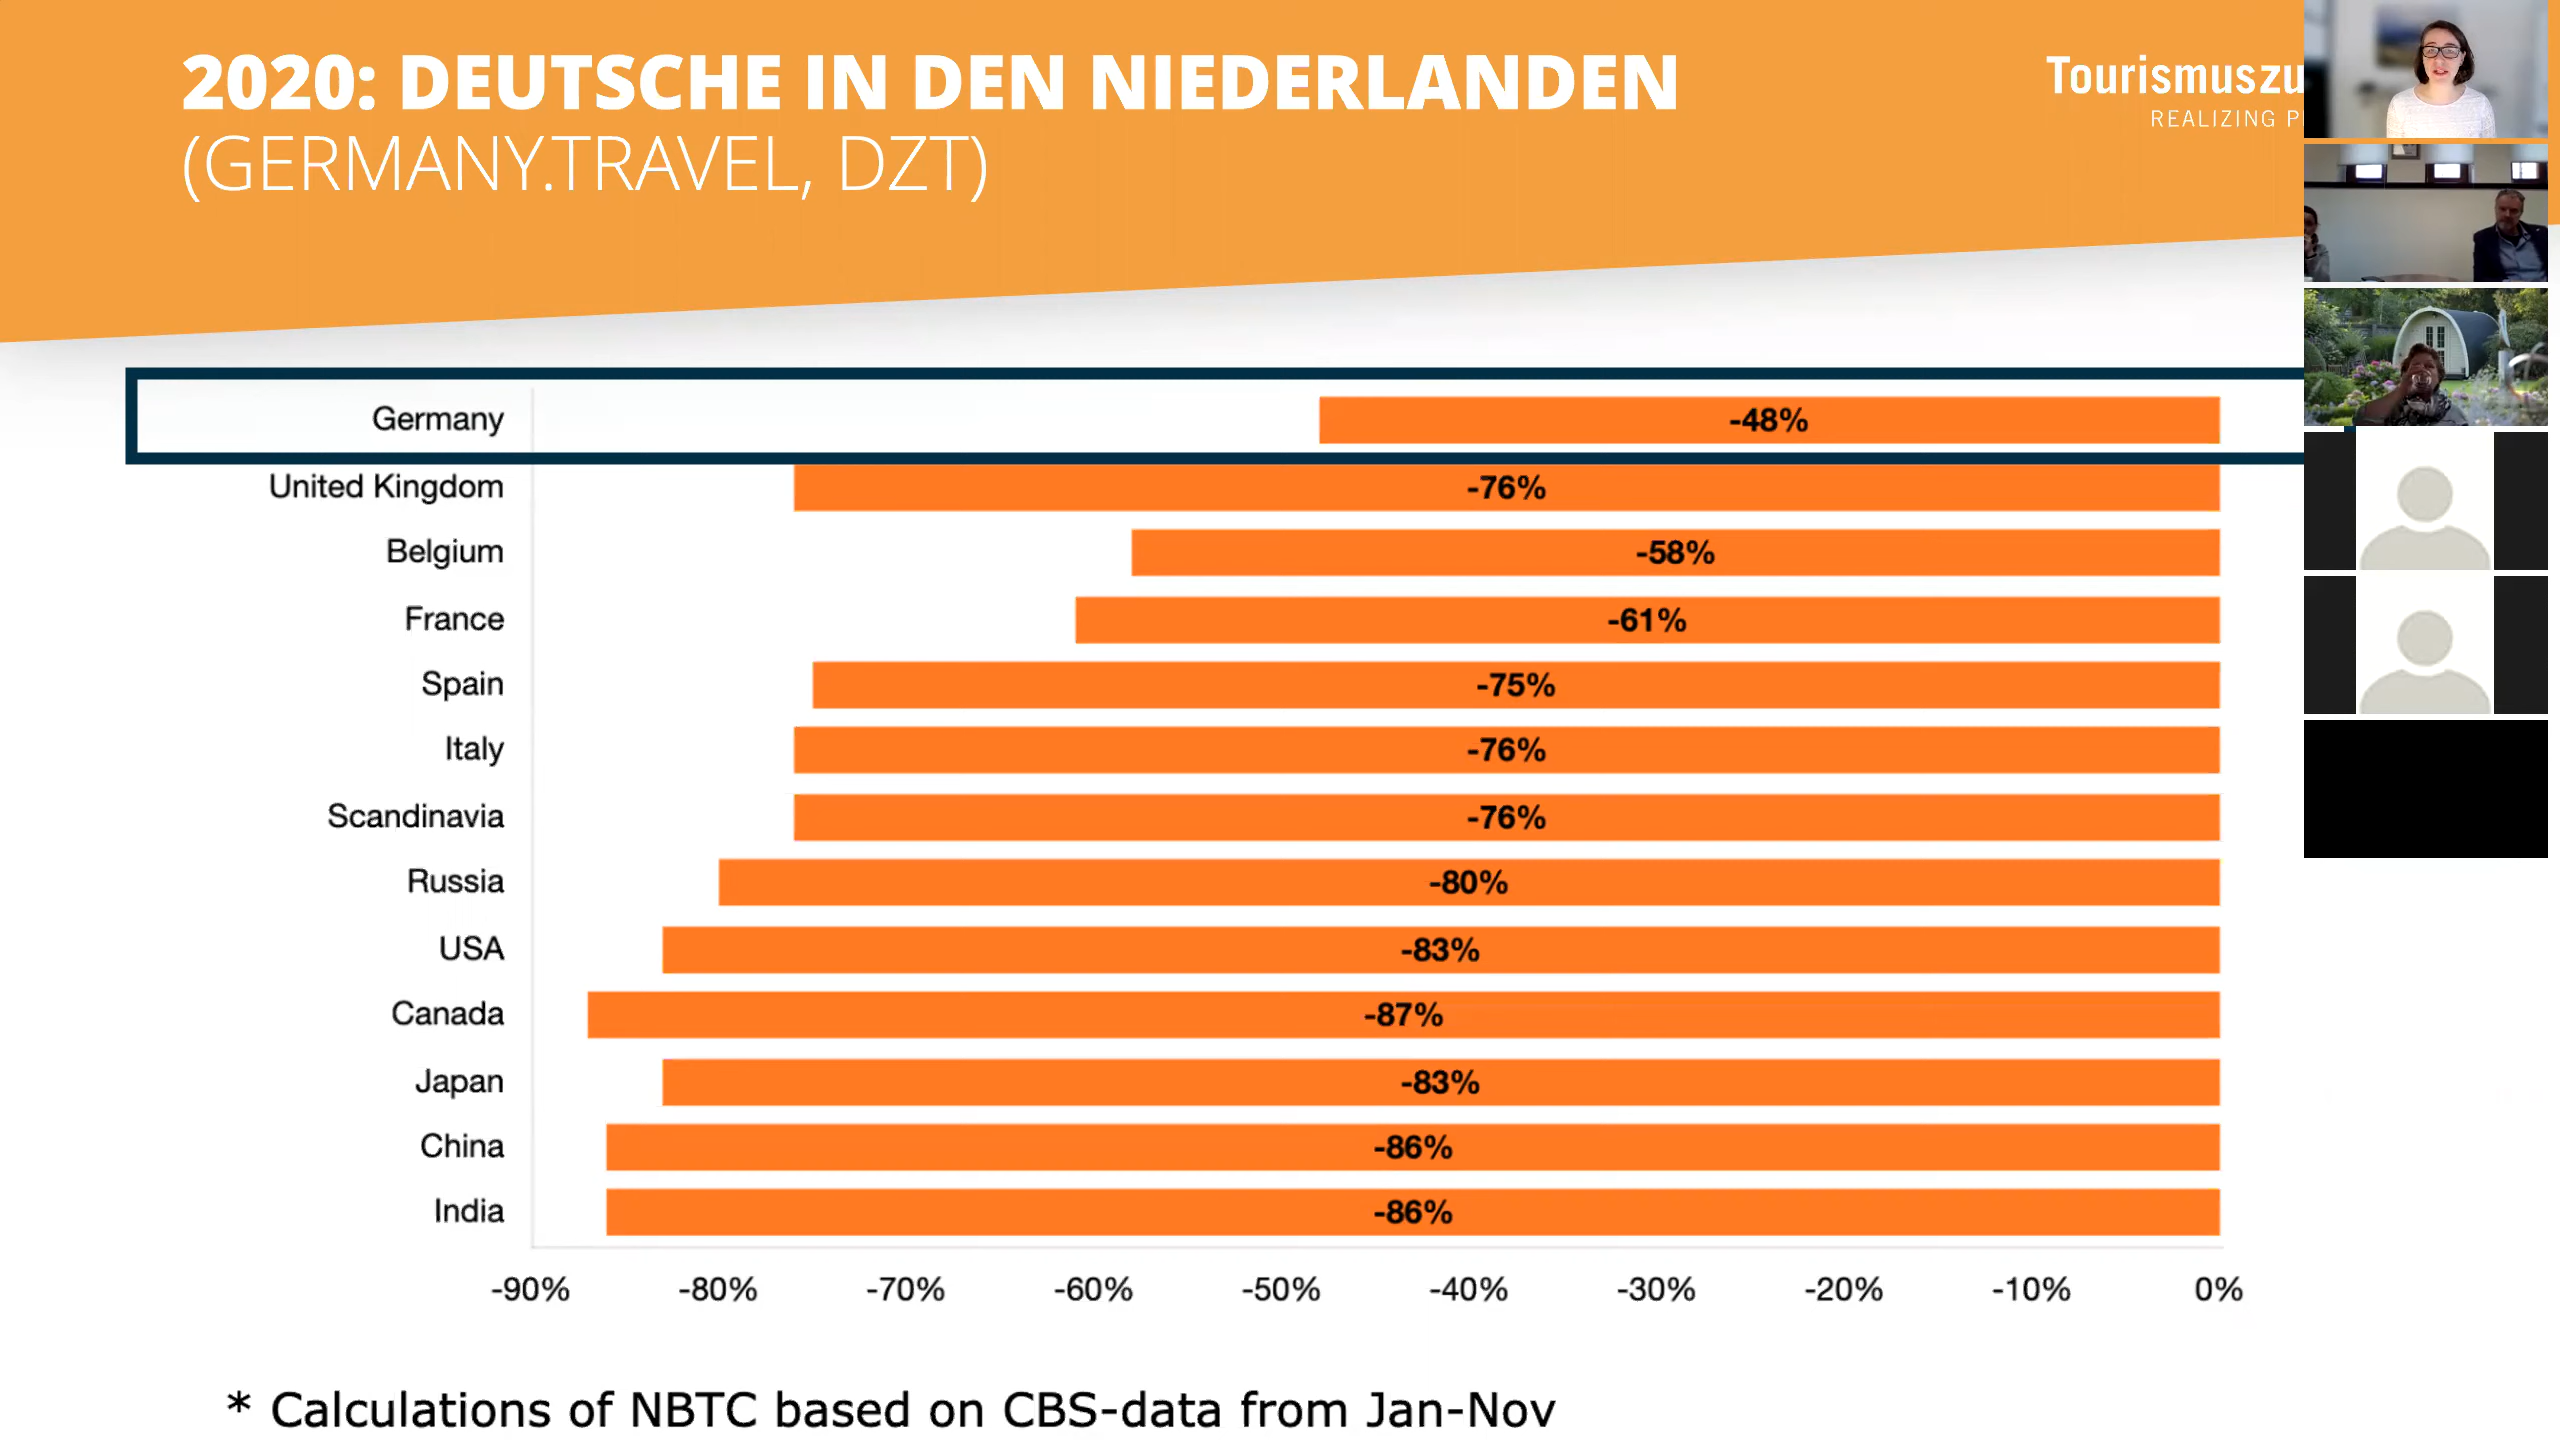 2020: DEUTSCHE IN DEN NIEDERLANDEN
(GERMANY.TRAVEL, DZT)
Tourismuszu
REALIZING P
Germany -48%
United Kingdom -76%
Belgium -58%
France -61%
Spain -75%
Italy -76%
Scandinavia -76%
Russia -80%
USA -83%
Canada -87%
Japan -83%
China -86%
India -86%
-90% -80% -70% -60% -50% -40% -30% -20% -10% 0%
* Calculations of NBTC based on CBS-data from Jan-Nov